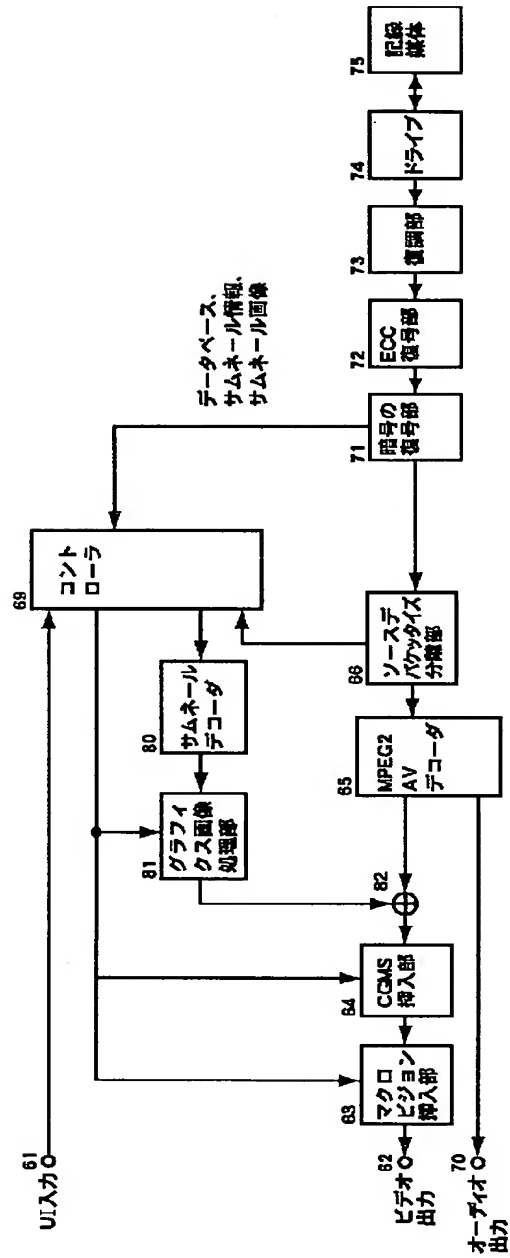 61
UI入力
69
コント
ローラ
データベース、
サムネール情報、
サムネール画像
80
サムネール
デコーダ
81
グラフィ
クス画像
処理部
62
ビデオ
出力
63
マクロ
ビジョン
挿入部
64
CGMS
挿入部
82
65
MPEG2
AV
デコーダ
66
ソースデ
パケッタイズ
分離部
71
暗号の
復号部
72
ECC
復号部
73
復調部
74
ドライブ
75
記録
媒体
70
オーディオ
出力